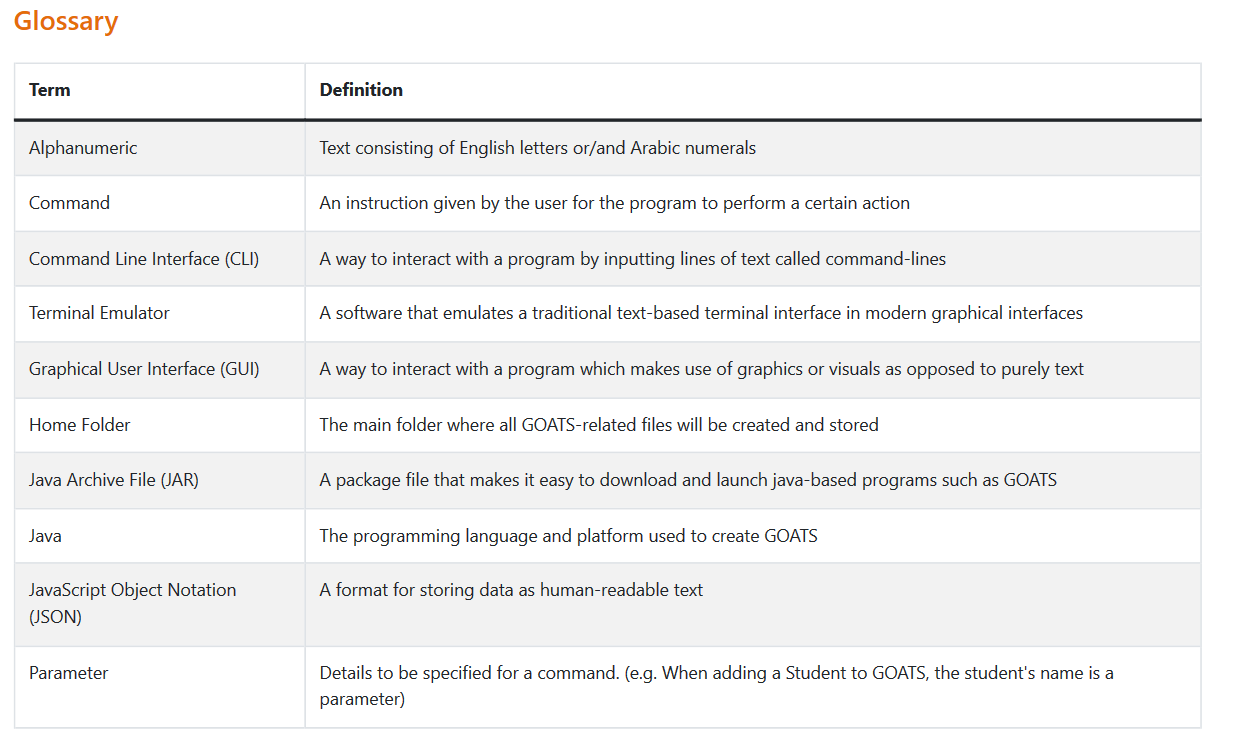 Glossary
Term Definition
Alphanumeric Text consisting of English letters or/and Arabic numerals
Command An instruction given by the user for the program to perform a certain action
Command Line Interface (CLI) A way to interact with a program by inputting lines of text called command-lines
Terminal Emulator A software that emulates a traditional text-based terminal interface in modern graphical interfaces
Graphical User Interface (GUI) A way to interact with a program which makes use of graphics or visuals as opposed to purely text
Home Folder The main folder where all GOATS-related files will be created and stored
Java Archive File (JAR) A package file that makes it easy to download and launch java-based programs such as GOATS
Java The programming language and platform used to create GOATS
JavaScript Object Notation
(JSON)
A format for storing data as human-readable text
Parameter Details to be specified for a command. (e.g. When adding a Student to GOATS, the student's name is a
parameter)